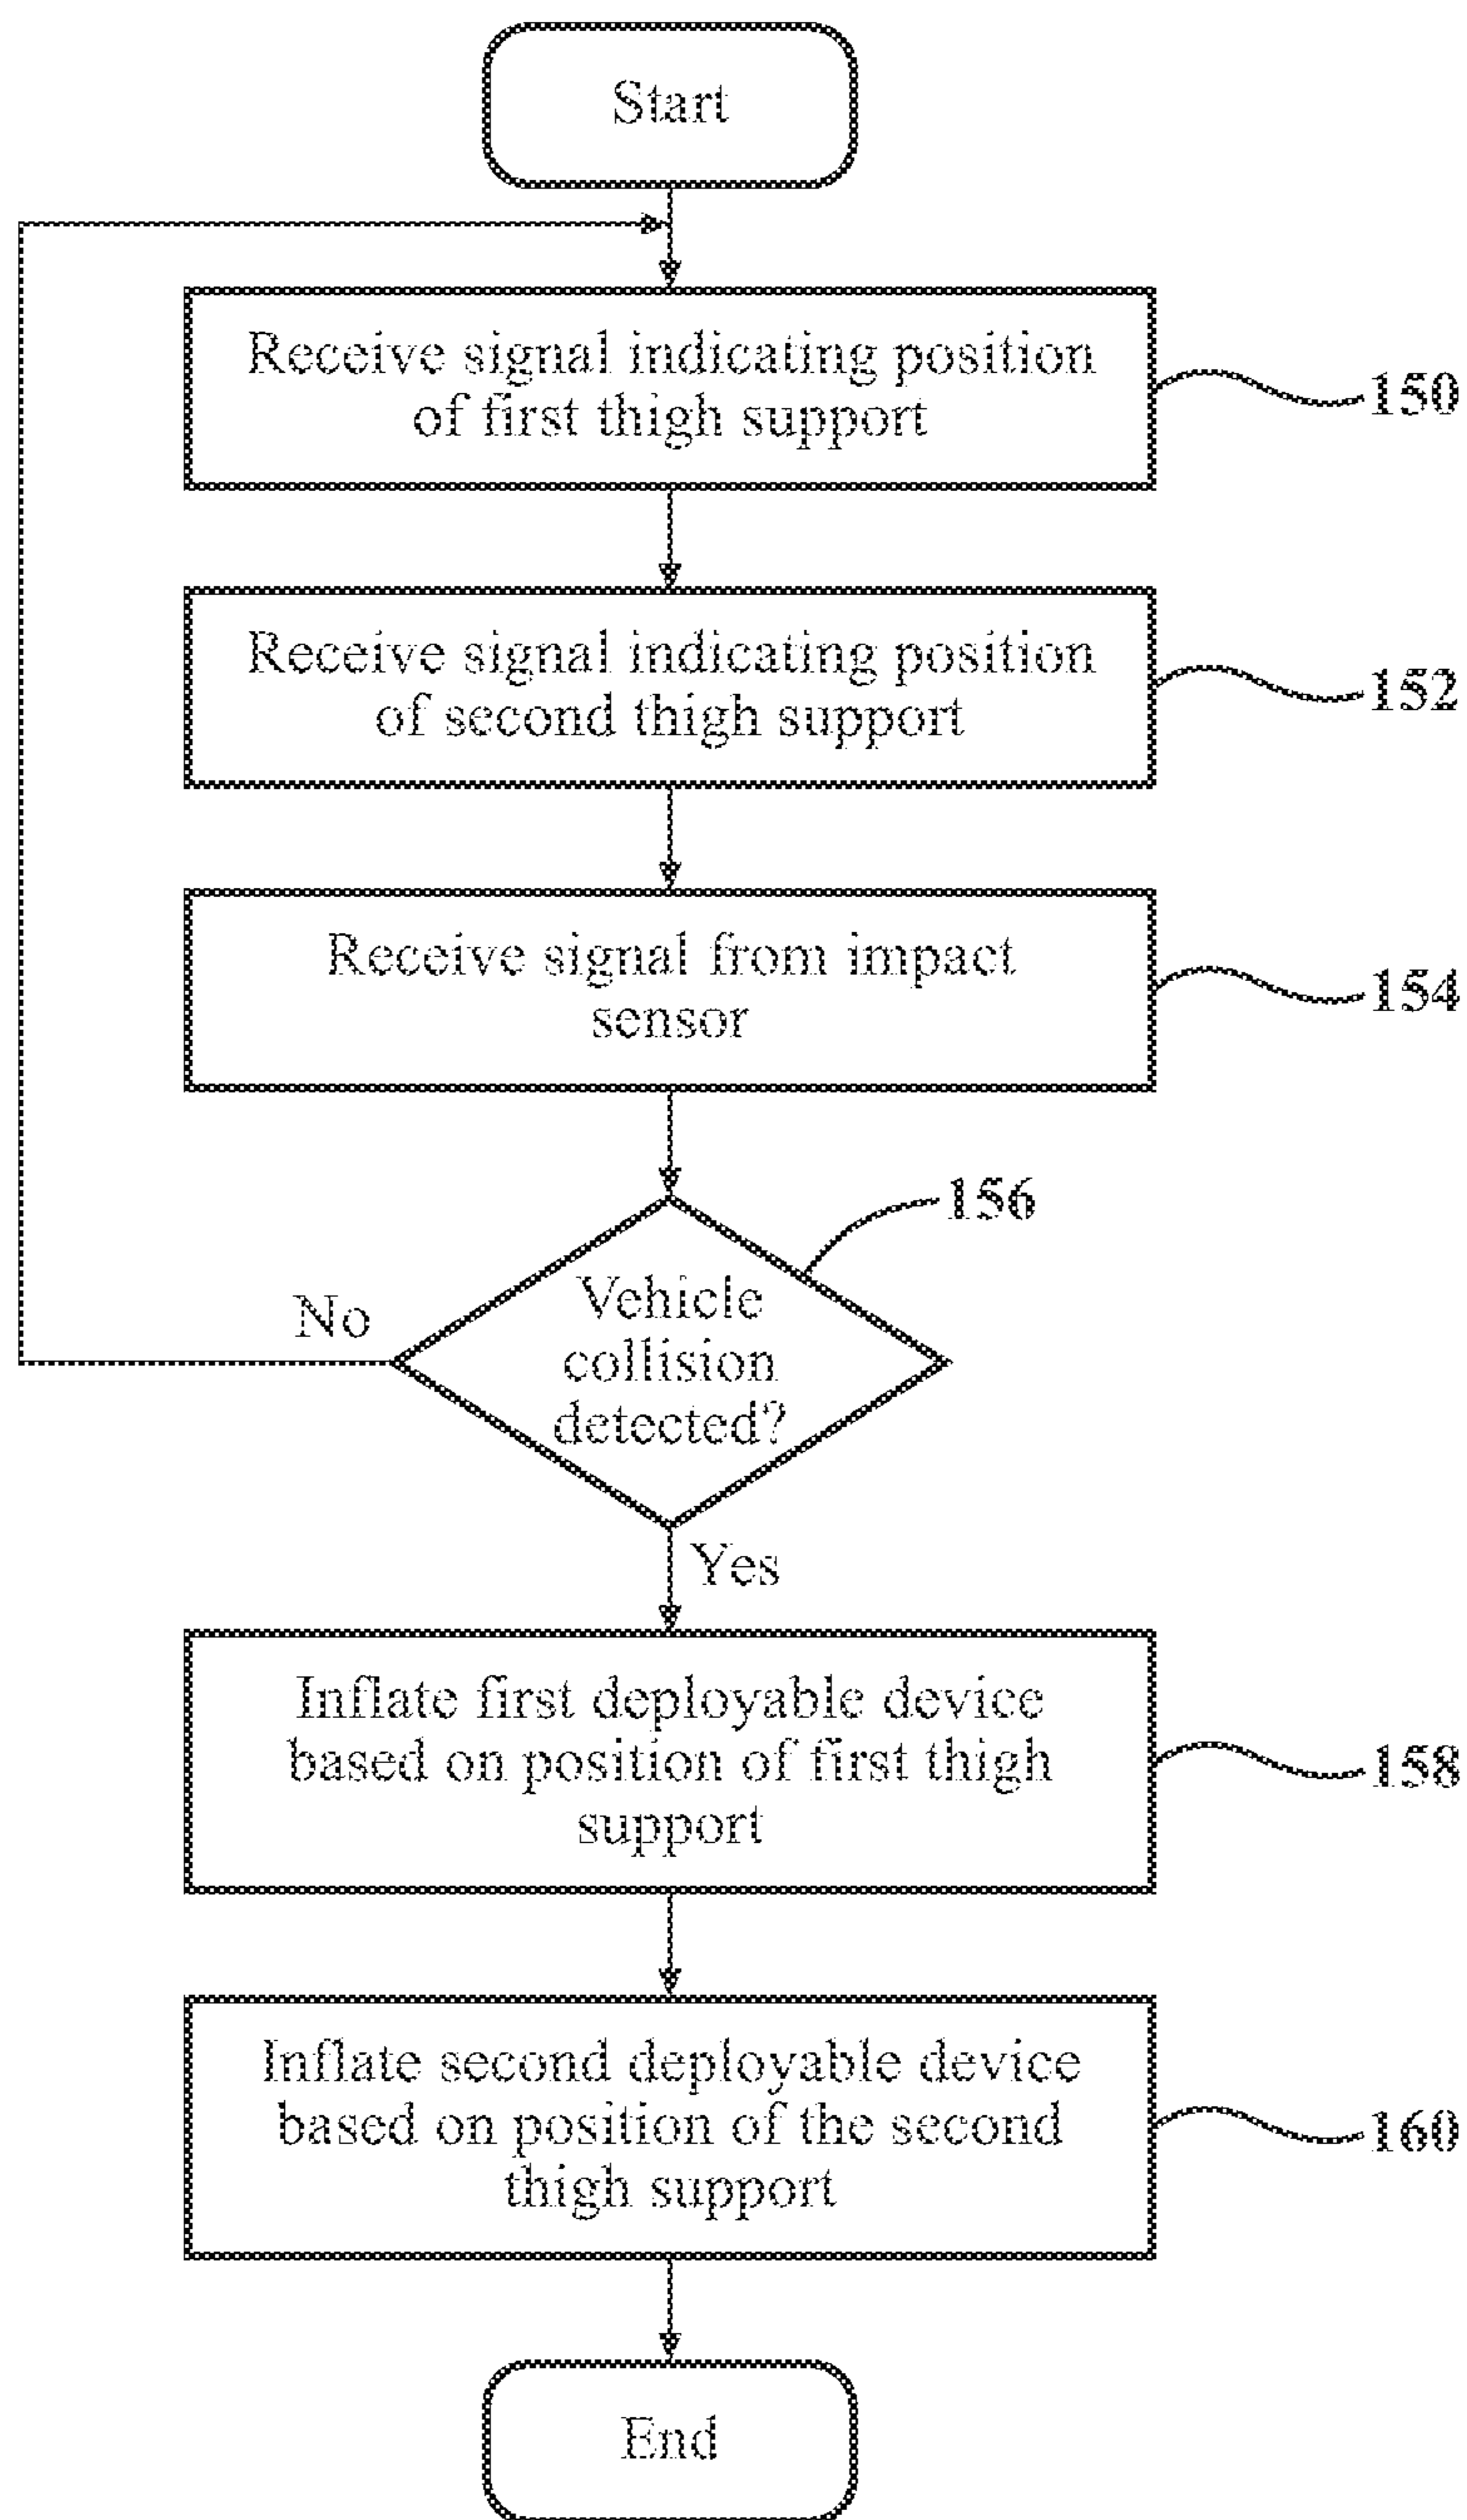 Start
Receive signal indicating position
of first thigh support
150
Receive signal indicating position
of second thigh support
152
Receive signal from impact
sensor
154
156
Vehicle
collision
detected?
No
Yes
Inflate first deployable device
based on position of first thigh
support
158
Inflate second deployable device
based on position of the second
thigh support
160
End